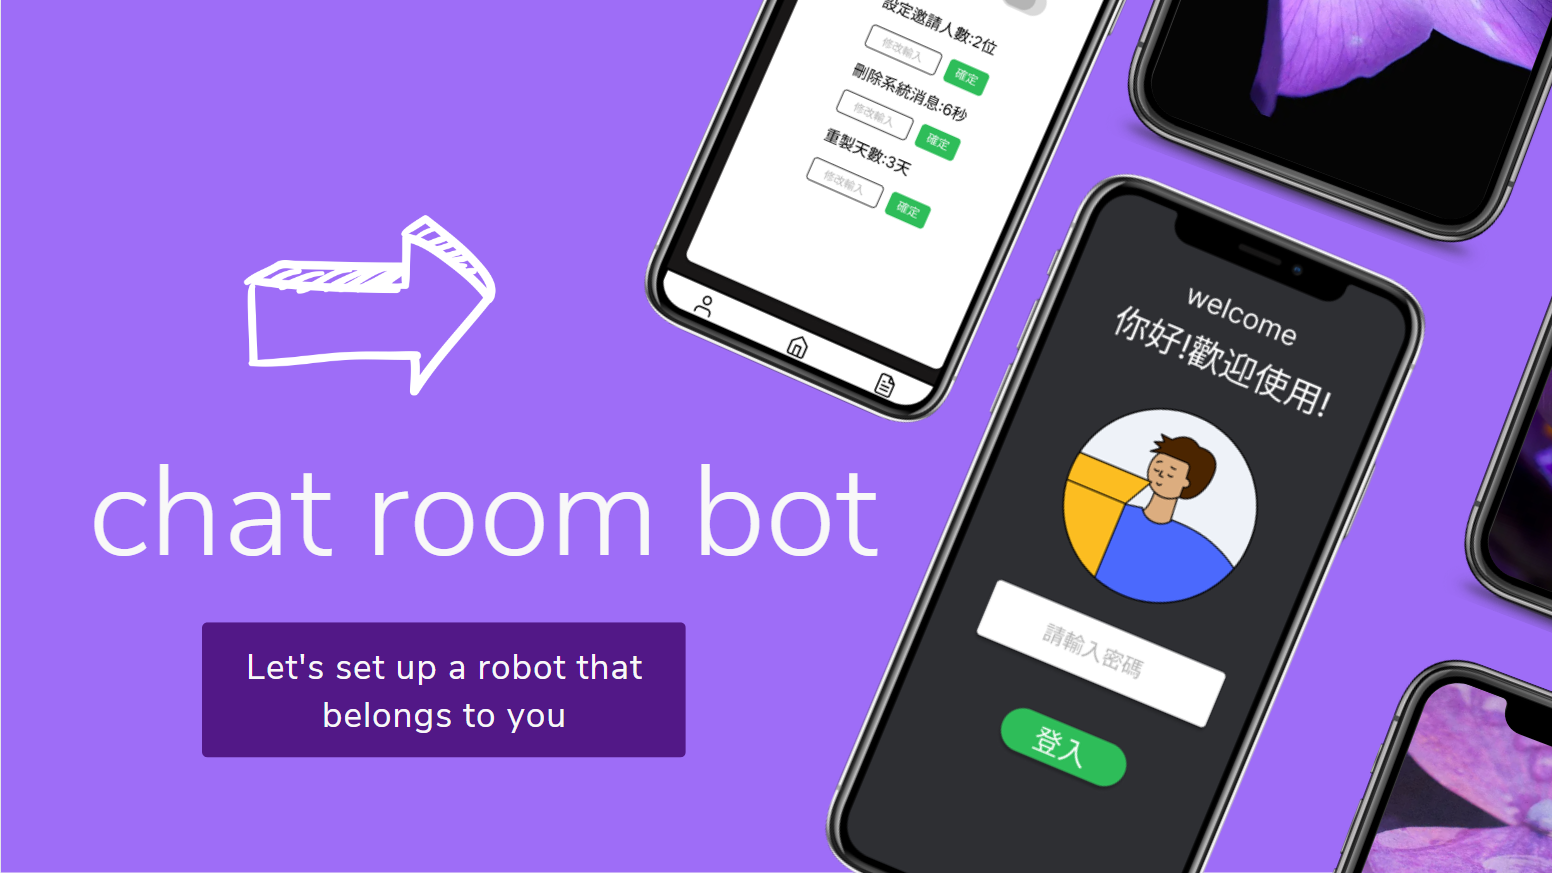 設定邀請人數:2位
修改輸入
確定
刪除系統消息:6秒
修改輸入
確定
重製天數:3天
修改輸入
確定
welcome
你好!歡迎使用!
請輸入密碼
登入
chat room bot
Let's set up a robot that
belongs to you